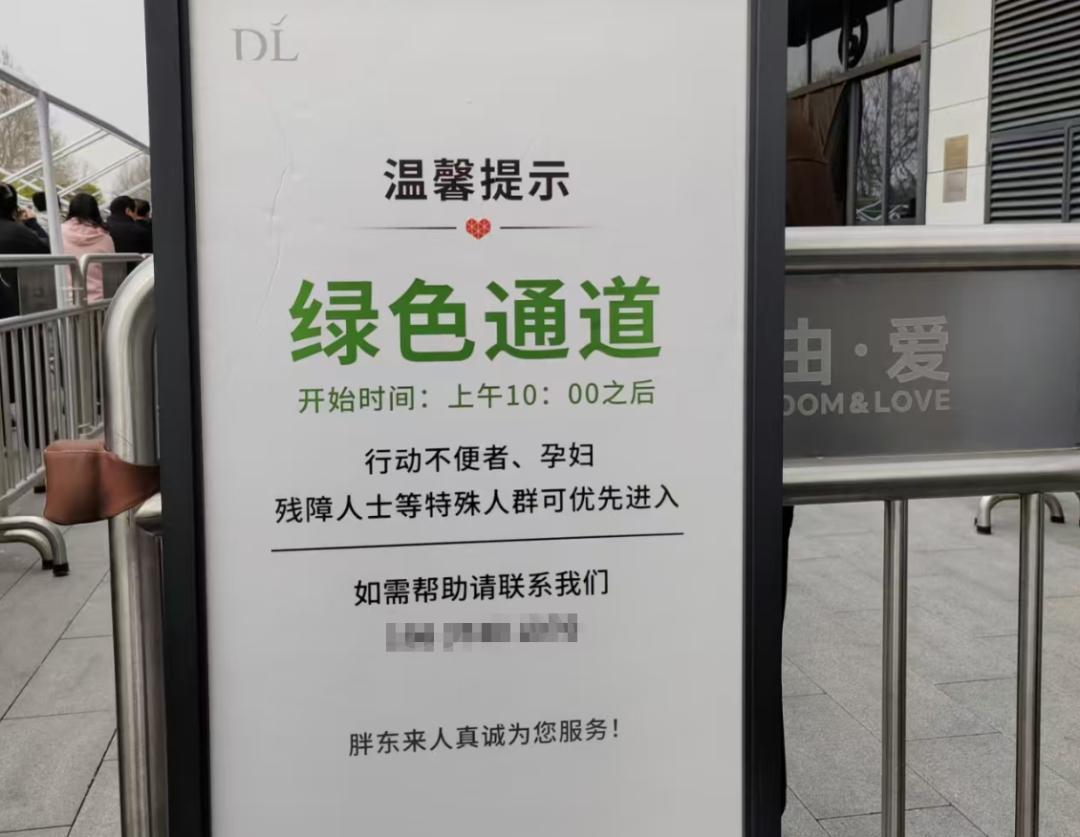 DL
温馨提示
绿色通道
开始时间：上午10：00之后
行动不便者、孕妇
残障人士等特殊人群可优先进入
如需帮助请联系我们
胖东来人真诚为您服务！
由·爱
DOM&LOVE